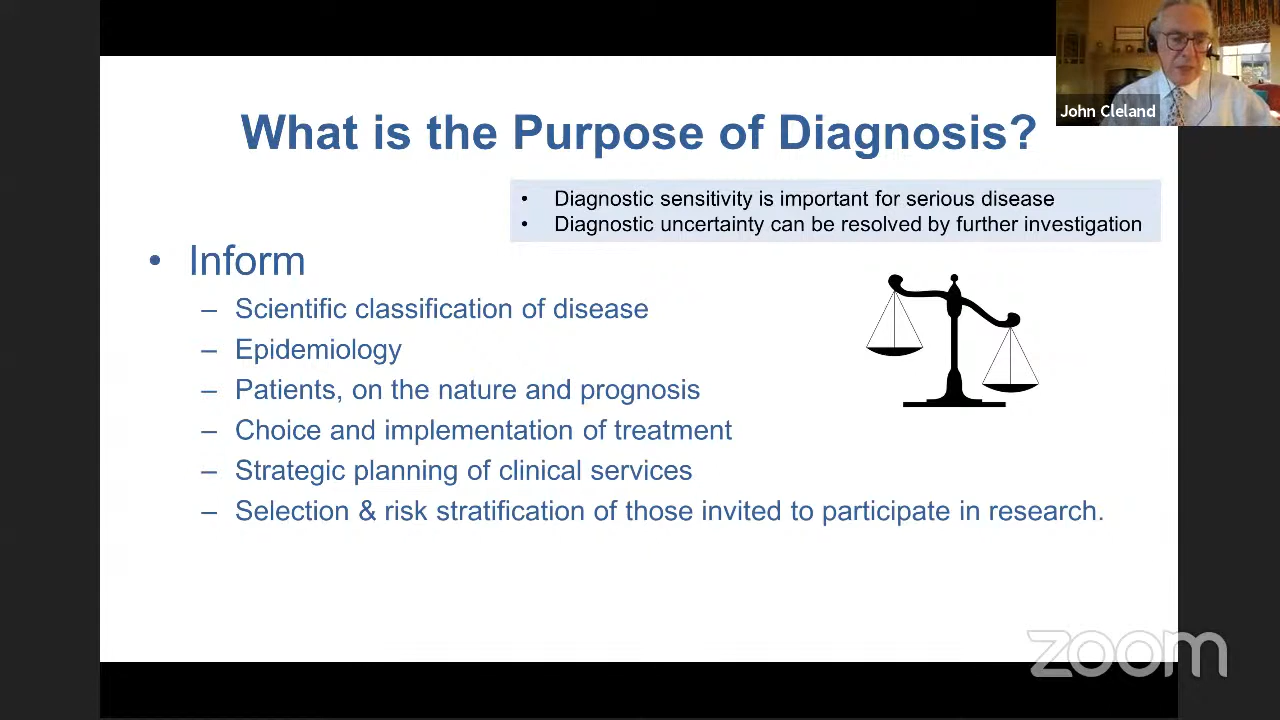 What is the Purpose of Diagnosis?
John Cleland
• Diagnostic sensitivity is important for serious disease
• Diagnostic uncertainty can be resolved by further investigation
• Inform
– Scientific classification of disease
– Epidemiology
– Patients, on the nature and prognosis
– Choice and implementation of treatment
– Strategic planning of clinical services
– Selection & risk stratification of those invited to participate in research.
zoom